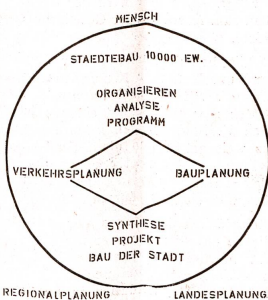 MENSCH
STAEDTEBAU 10000 EW.
ORGANISIEREN
ANALYSE
PROGRAMM
VERKEHRSPLANUNG BAUPLANUNG
SYNTHESE
PROJEKT
BAU DER STADT
REGIONALPLANUNG LANDESPLANUNG